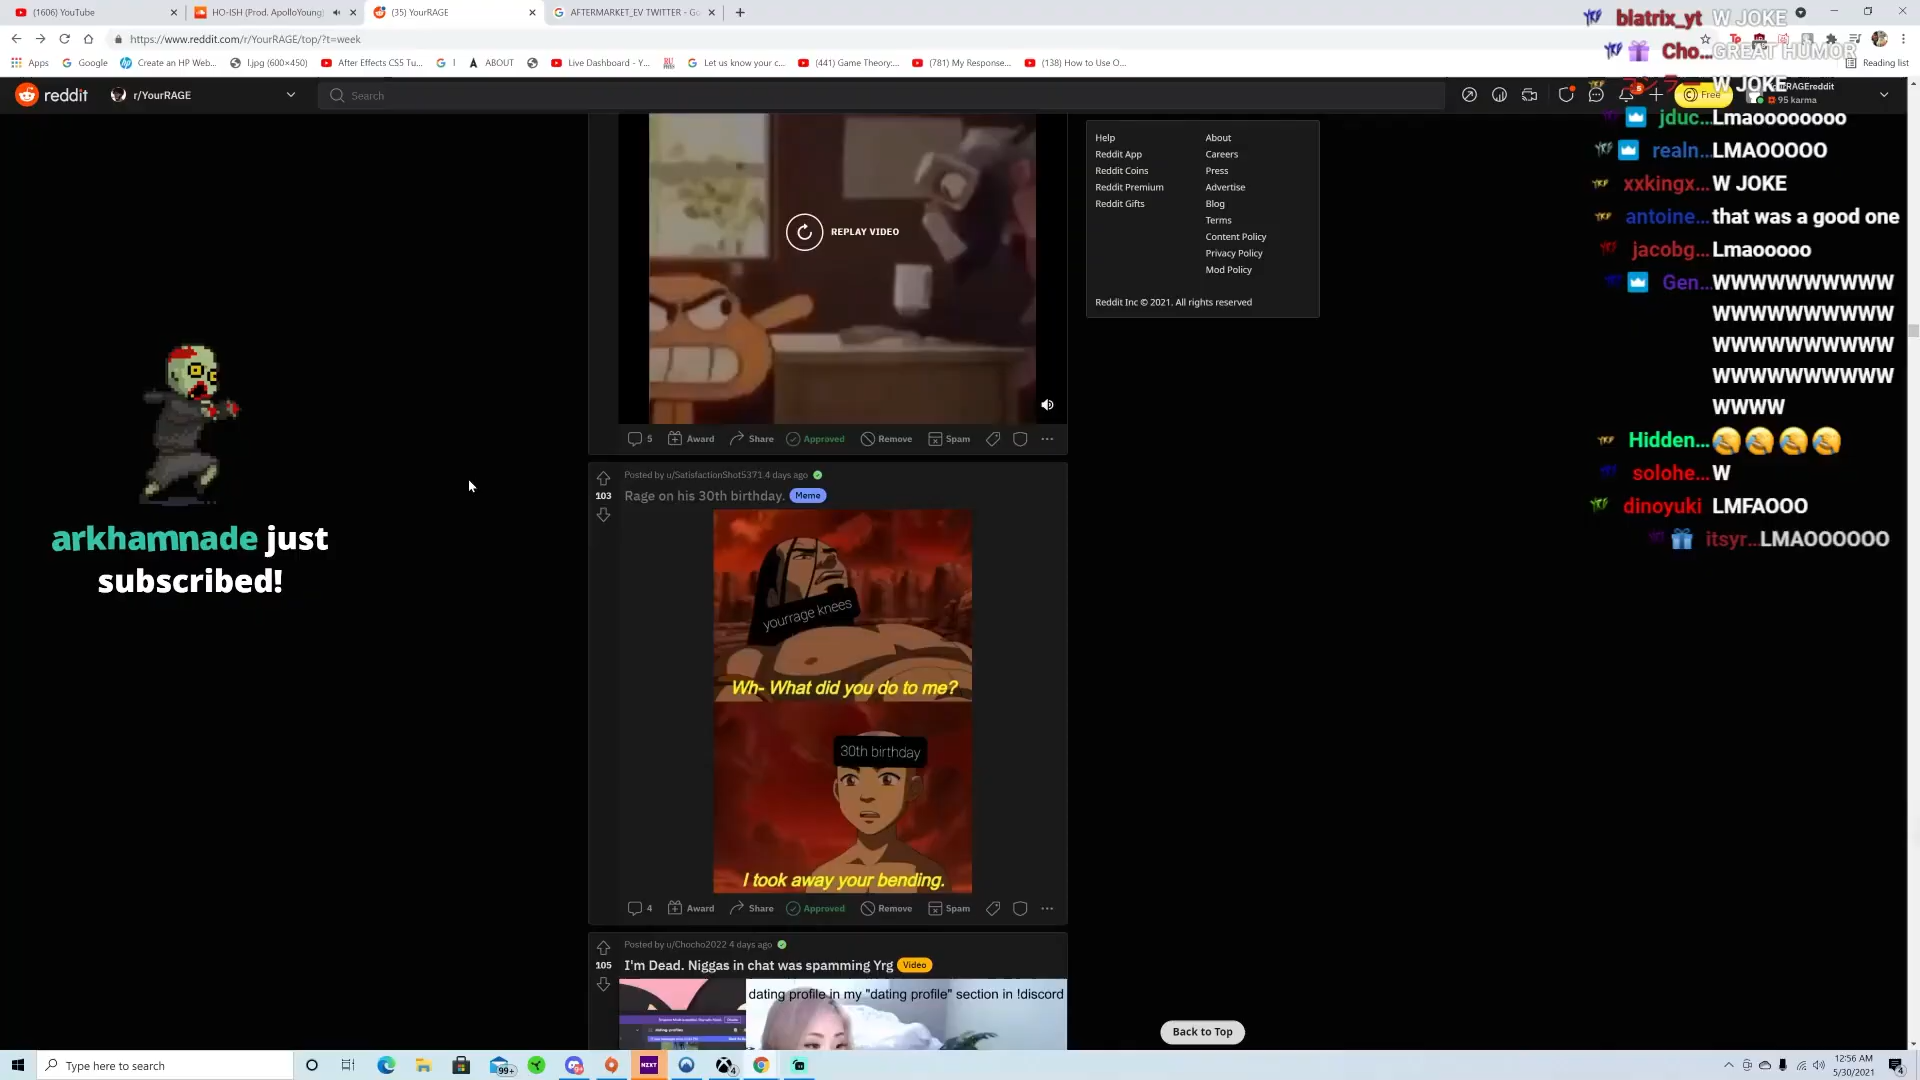 (1606) YouTube
HO-ISH (Prod. ApolloYoung)
(35) YourRAGE
AFTERMARKET_EV TWITTER - Go
https://www.reddit.com/r/YourRAGE/top/?t=week
Apps
Google
Create an HP Web...
l.jpg (600×450)
After Effects CS5 Tu...
ABOUT
Live Dashboard - Y...
Let us know your c...
(441) Game Theory:...
(781) My Response...
(138) How to Use O...
Reading list
reddit
r/YourRAGE
Search
Free
95 karma
REPLAY VIDEO
5
Award
Share
Approved
Remove
Spam
Help
Reddit App
Reddit Coins
Reddit Premium
Reddit Gifts
About
Careers
Press
Advertise
Blog
Terms
Content Policy
Privacy Policy
Mod Policy
Reddit Inc © 2021. All rights reserved
Posted by u/SatisfactionShot5371 4 days ago
103
Rage on his 30th birthday.
Meme
yourrage knees
Wh- What did you do to me?
30th birthday
I took away your bending.
4
Award
Share
Approved
Remove
Spam
Posted by u/Chocho2022 4 days ago
105
I'm Dead. Niggas in chat was spamming Yrg
Video
dating profile in my "dating profile" section in !discord
Back to Top
arkhamnade just
subscribed!
blatrix_yt W JOKE
Cho... GREAT HUMOR
W JOKE
jduc... Lmaoooooooo
realn... LMAOOOOO
xxkingx... W JOKE
antoine... that was a good one
jacobg... Lmaooooo
Gen... WWWWWWWWWWW
WWWWWWWWWWW
WWWWWWWWWWW
WWWWWWWWWWW
WWWW
Hidden...
solohe... W
dinoyuki LMFAOOO
itsyr... LMAOOOOOO
Type here to search
99+
NZXT
12:56 AM
5/30/2021